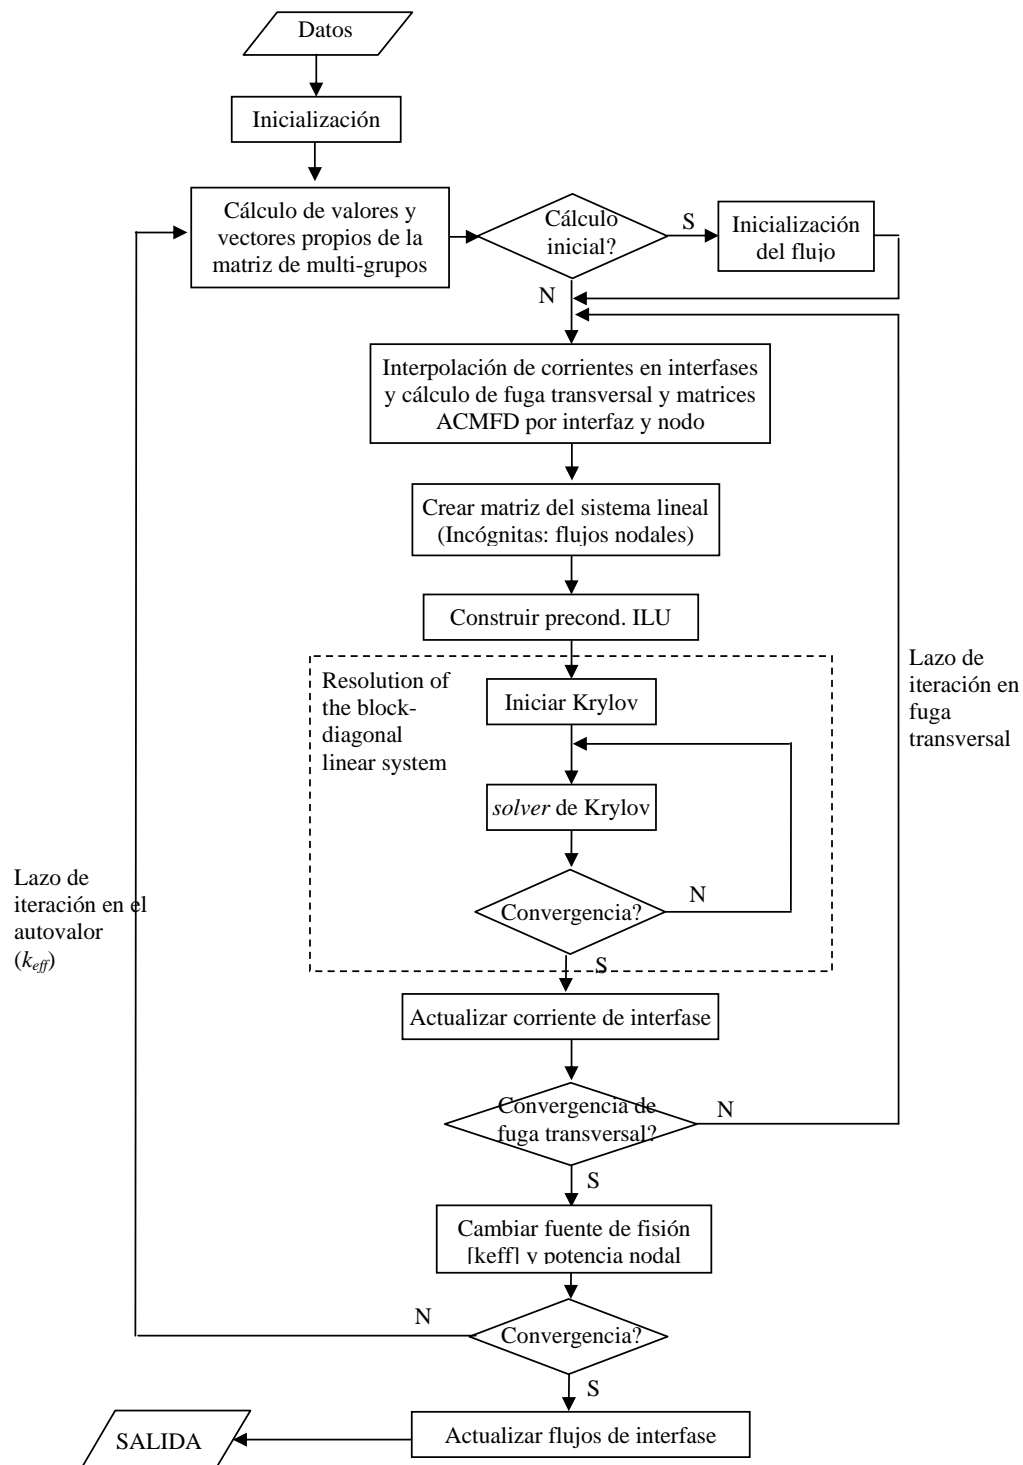 Datos
Inicialización
Cálculo de valores y
vectores propios de la
matriz de multi-grupos
Cálculo
inicial?
S
Inicialización
del flujo
N
Interpolación de corrientes en interfases
y cálculo de fuga transversal y matrices
ACMFD por interfaz y nodo
Crear matriz del sistema lineal
(Incógnitas: flujos nodales)
Construir precond. ILU
Resolution of
the block-
diagonal
linear system
Iniciar Krylov
solver de Krylov
Convergencia?
N
S
Lazo de
iteración en
fuga
transversal
Lazo de
iteración en el
autovalor
(keff)
Actualizar corriente de interfase
Convergencia de
fuga transversal?
N
S
Cambiar fuente de fisión
[keff] y potencia nodal
N
Convergencia?
S
Actualizar flujos de interfase
SALIDA